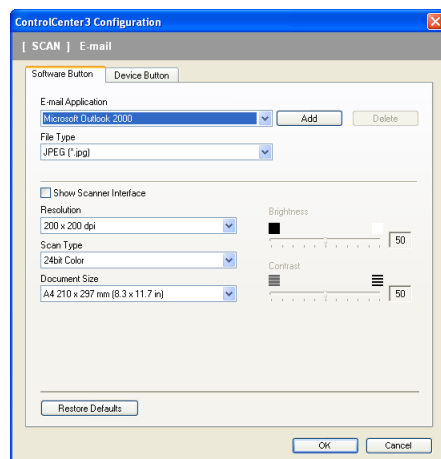 ControlCenter3 Configuration
[ SCAN ] E-mail
Software Button Device Button
E-mail Application
Microsoft Outlook 2000 Add Delete
File Type
JPEG (*.jpg)
Show Scanner Interface
Resolution Brightness
200 x 200 dpi 50
Scan Type
24bit Color
Contrast
Document Size
A4 210 x 297 mm (8.3 x 11.7 in) 50
Restore Defaults
OK Cancel